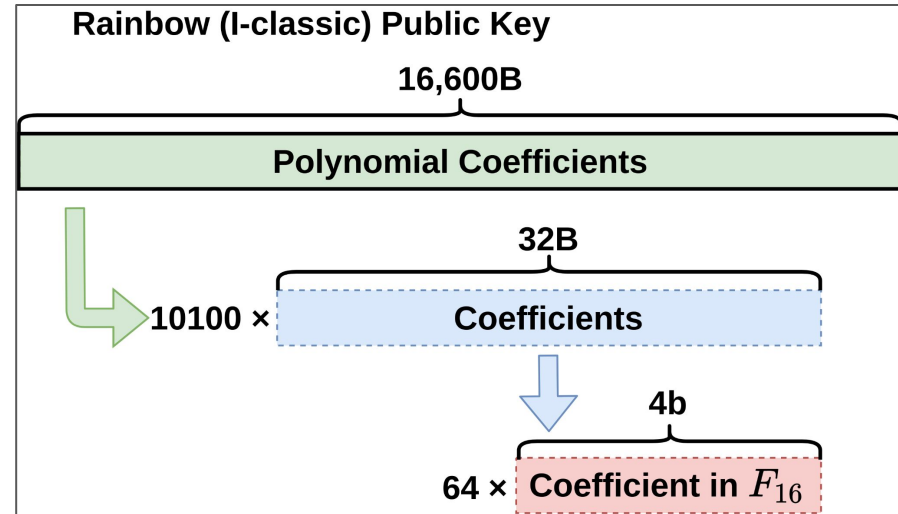 Rainbow (I-classic) Public Key
16,600B
Polynomial Coefficients
32B
10100 × Coefficients
4b
64 × Coefficient in F₁₆